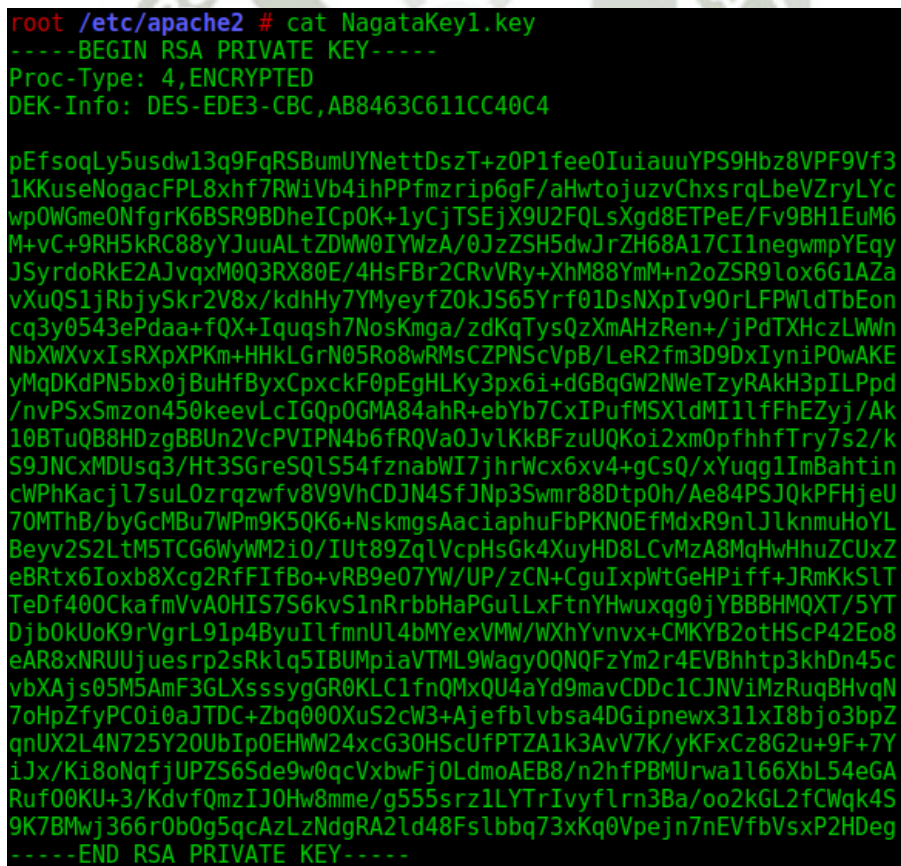 root /etc/apache2 # cat NagataKey1.key
-----BEGIN RSA PRIVATE KEY-----
Proc-Type: 4,ENCRYPTED
DEK-Info: DES-EDE3-CBC,AB8463C611CC40C4

pEfsoqLy5usdw13q9FqRSBumUYNettDszT+zOP1feeOIuiauuYPS9Hbz8VPF9Vf3
1KKuseNogacFPL8xhf7RWiVb4ihPPfmzrip6gF/aHwtojuzvChxsrqLbeVZryLYc
wpOWGmeONfgrK6BSR9BDheICpOK+1yCjTSEjX9U2FQLsXgd8ETPeE/Fv9BH1EuM6
M+vC+9RH5kRC88yYJuuALtZDWW0IYWzA/0JzZSH5dwJrZH68A17CI1negwmpYEqy
JSyrdoRkE2AJvqxM0Q3RX80E/4HsFBr2CRvVRy+XhM88YmM+n2oZSR9lox6G1AZa
vXuQS1jRbjySkr2V8x/kdhHy7YMyeyfZOkJS65Yrf01DsNXpIv9OrLFPWldTbEon
cq3y0543ePdaa+fQX+Iquqsh7NosKmga/zdKqTysQzXmAHzRen+/jPdTXHczLWWn
NbXWXvxIsRXpXPKm+HHkLGrN05Ro8wRMsCZPNScVpB/LeR2fm3D9DxIyniPOwAKE
yMqDKdPN5bx0jBuHfByxCpxckF0pEgHLKy3px6i+dGBqGW2NWeTzyRAkH3pILPpd
/nvPSxSmzon450keevLcIGQpOGMA84ahR+ebYb7CxIPufMSXldMI1lfFhEZyj/Ak
10BTuQB8HDzgBBUn2VcPVIPN4b6fRQVaOJvlKkBFzuUQKoi2xmOpfhhfTry7s2/k
S9JNCxMDUsq3/Ht3SGreSQlS54fznabWI7jhrWcx6xv4+gCsQ/xYuqg1ImBahtin
cWPhKacjl7suLOzrqzwfv8V9VhCDJN4SfJNp3Swmr88DtpOh/Ae84PSJQkPFHjeU
7OMThB/byGcMBu7WPm9K5QK6+NskmgsAaciaphuFbPKNOEfMdxR9nlJlknmuHoYL
Beyv2S2LtM5TCG6WyWM2iO/IUt89ZqlVcpHsGk4XuyHD8LCvMzA8MqHwHhuZCUxZ
eBRtx6Ioxb8Xcg2RfFIfBo+vRB9eO7YW/UP/zCN+CguIxpWtGeHPiff+JRmKkSlT
TeDf40OCkafmVvAOHIS7S6kvS1nRrbbHaPGulLxFtnYHwuxqg0jYBBBHMQXT/5YT
DjbOkUoK9rVgrL91p4ByuIlfmnUl4bMYexVMW/WXhYvnvx+CMKYB2otHScP42Eo8
eAR8xNRUUjuesrp2sRklq5IBUMpiaVTML9WagyOQNQFzYm2r4EVBhhtp3khDn45c
vbXAjs05M5AmF3GLXsssygGR0KLC1fnQMxQU4aYd9mavCDDc1CJNViMzRuqBHvqN
7oHpZfyPCOi0aJTDC+Zbq00OXuS2cW3+Ajefblvbsa4DGipnewx311xI8bjo3bpZ
qnUX2L4N725Y2OUbIpOEHWW24xcG3OHScUfPTZA1k3AvV7K/yKFxCz8G2u+9F+7Y
iJx/Ki8oNqfjUPZS6Sde9w0qcVxbwFjOLdmoAEB8/n2hfPBMUrwa1l66XbL54eGA
RufO0KU+3/KdvfQmzIJOHw8mme/g555srz1LYTrIvyflrn3Ba/oo2kGL2fCWqk4S
9K7BMwj366rObOg5qcAzLzNdgRA2ld48Fslbbq73xKq0Vpejn7nEVfbVsxP2HDeg
-----END RSA PRIVATE KEY-----